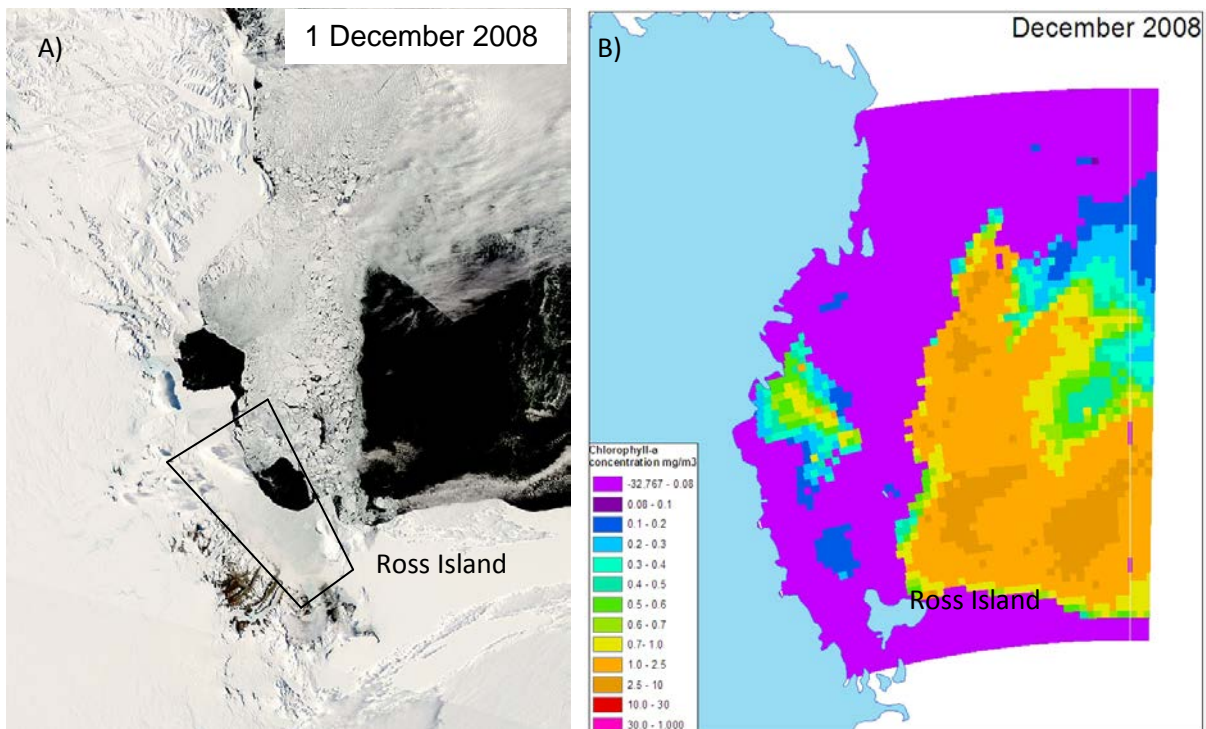 A)
1 December 2008
Ross Island
B)
December 2008
Ross Island
Chlorophyll-a
concentration mg/m3
-32.767 - 0.08
0.08 - 0.1
0.1 - 0.2
0.2 - 0.3
0.3 - 0.4
0.4 - 0.5
0.5 - 0.6
0.6 - 0.7
0.7- 1.0
1.0 - 2.5
2.5 - 10
10.0 - 30
30.0 - 1.000